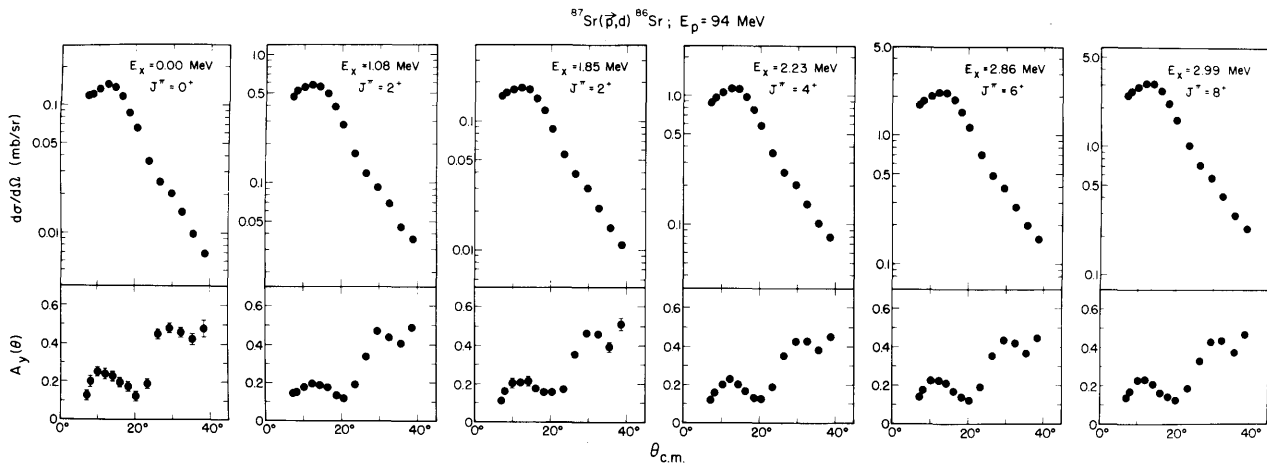 ⁸⁷Sr(p⃗,d) ⁸⁶Sr ; Eₚ = 94 MeV
dσ/dΩ (mb/sr)
Eₓ = 0.00 MeV
Jᵖⁱ = 0⁺
0.1
0.05
0.01
Eₓ = 1.08 MeV
J^π = 2⁺
1.0
0.5
0.1
0.05
Eₓ = 1.85 MeV
J^π = 2⁺
0.1
0.05
0.01
Eₓ = 2.23 MeV
J^π = 4⁺
1.0
0.5
0.1
5.0
Eₓ = 2.86 MeV
J^π = 6⁺
1.0
0.5
0.1
5.0
Eₓ = 2.99 MeV
J^π = 8⁺
1.0
5.0
0.1
A_y(θ)
0.6
0.4
0.2
0
0° 20° 40°
0.6
0.4
0.2
0
0° 20° 40°
0.6
0.4
0.2
0
0° 20° 40°
0.6
0.4
0.2
0
0° 20° 40°
0.6
0.4
0.2
0
0° 20° 40°
0.6
0.4
0.2
0
0° 20° 40°
θ_c.m.